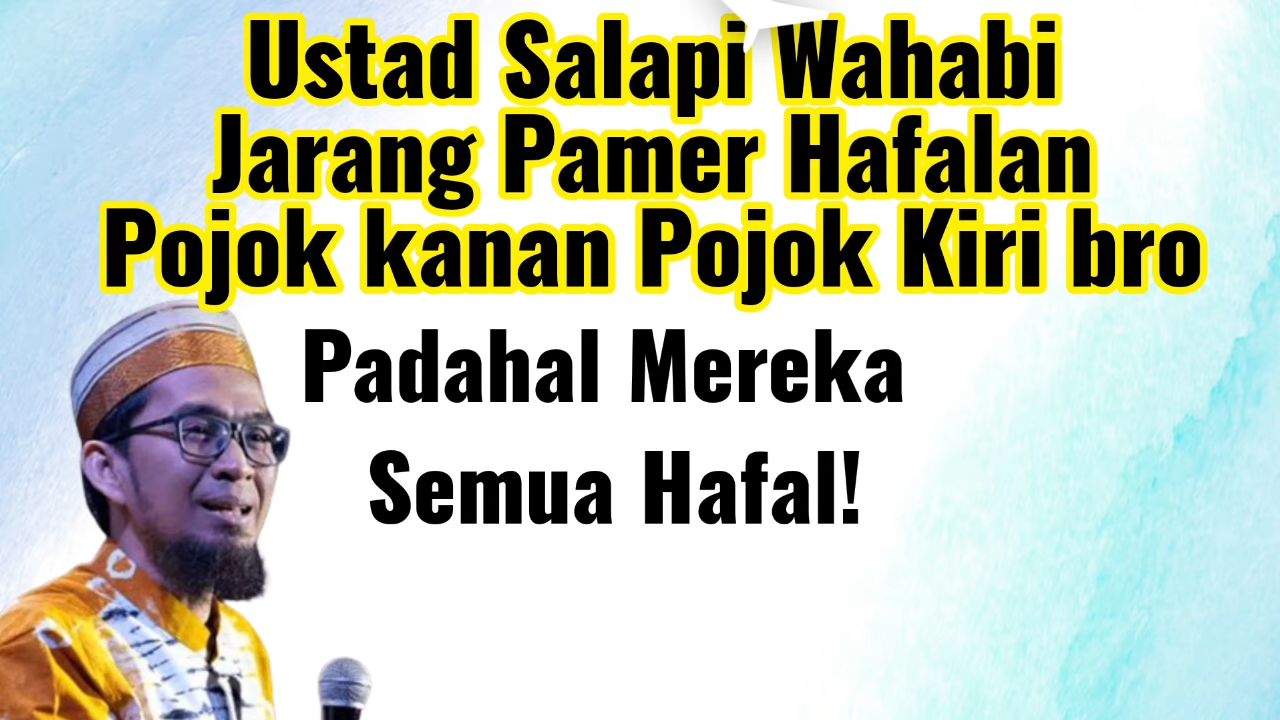 Ustad Salapi Wahabi
Jarang Pamer Hafalan
Pojok kanan Pojok Kiri bro
Padahal Mereka
Semua Hafal!